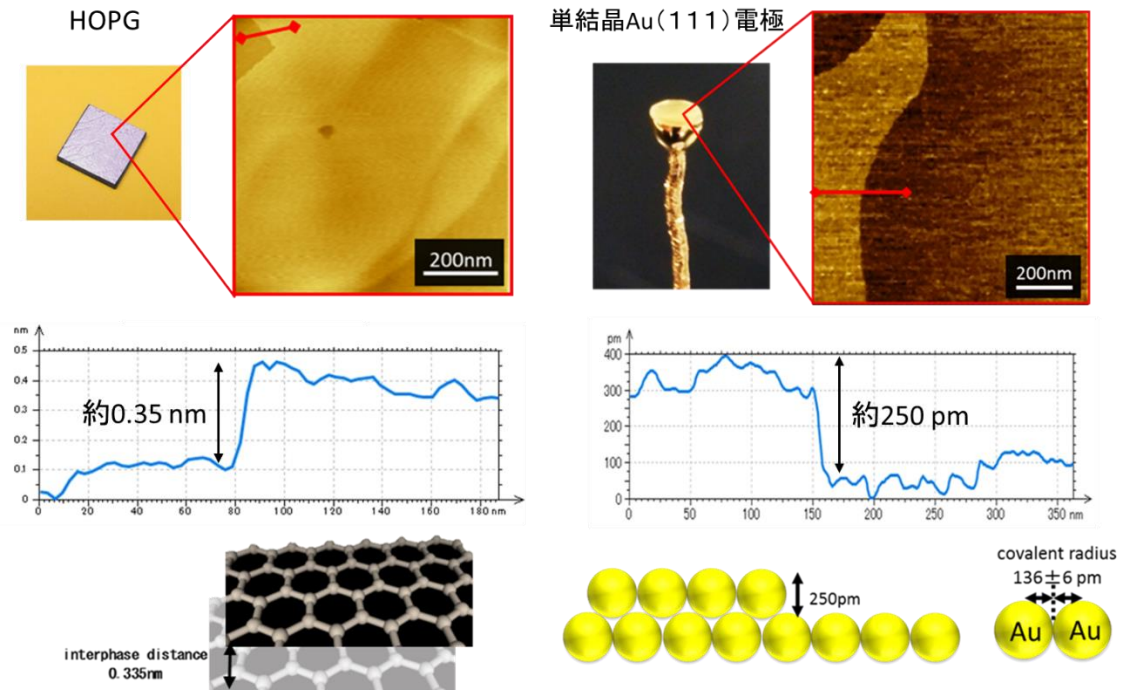 HOPG
単結晶Au(111)電極
200nm
200nm
nm
0.5
0.4
0.3
0.2
0.1
0
約0.35 nm
0 20 40 60 80 100 120 140 160 180 nm
pm
400
300
200
100
0
約250 pm
0 50 100 150 200 250 300 350 nm
interphase distance
0.335nm
250pm
covalent radius
136±6 pm
Au Au